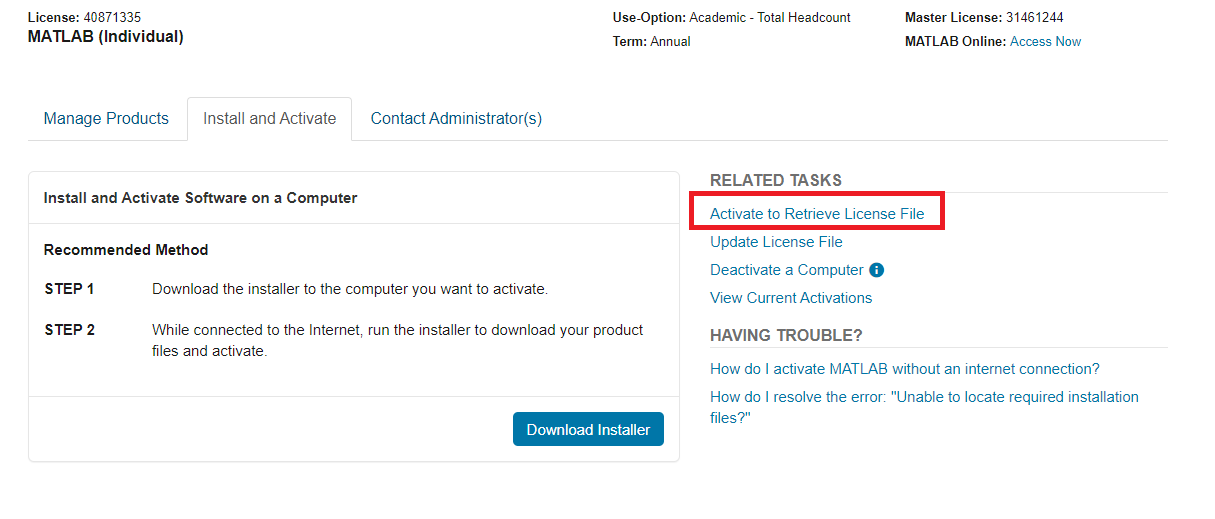 License: 40871335
MATLAB (Individual)
Use-Option: Academic - Total Headcount
Term: Annual
Master License: 31461244
MATLAB Online: Access Now
Manage Products
Install and Activate
Contact Administrator(s)
Install and Activate Software on a Computer
Recommended Method
STEP 1 Download the installer to the computer you want to activate.
STEP 2 While connected to the Internet, run the installer to download your product
files and activate.
Download Installer
RELATED TASKS
Activate to Retrieve License File
Update License File
Deactivate a Computer i
View Current Activations
HAVING TROUBLE?
How do I activate MATLAB without an internet connection?
How do I resolve the error: "Unable to locate required installation
files?"